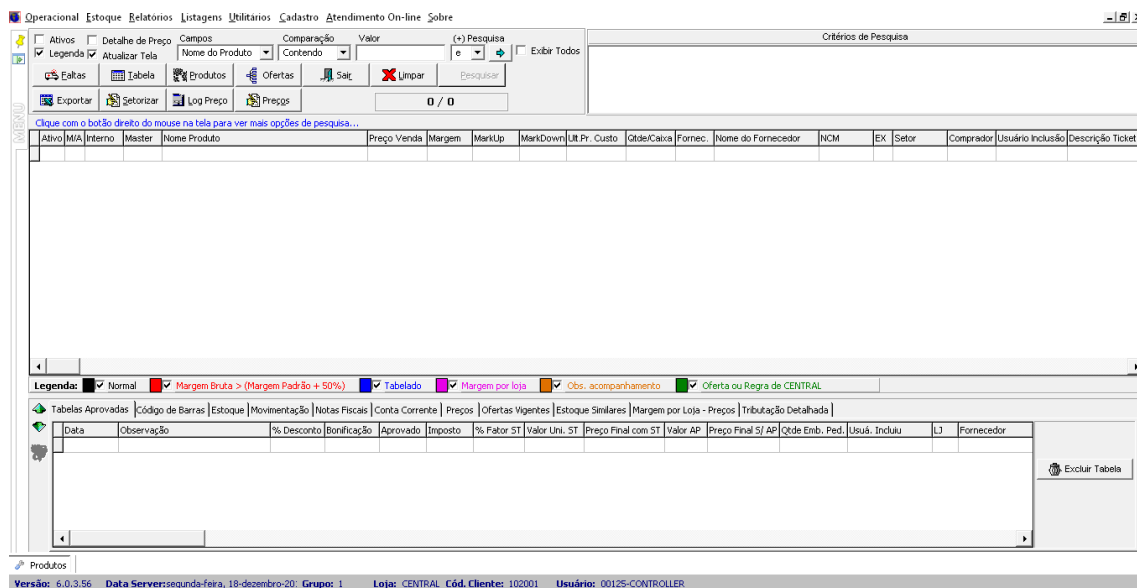 Operacional Estoque Relatórios Listagens Utilitários Cadastro Atendimento On-line Sobre
Ativos Detalhe de Preço Campos Comparação Valor (+) Pesquisa Critérios de Pesquisa
Legenda Atualizar Tela Nome do Produto Contendo e Exibir Todos
Faltas Tabela Produtos Ofertas Sair Limpar Pesquisar
Exportar Setorizar Log Preço Preços 0 / 0
MENU
Clique com o botão direito do mouse na tela para ver mais opções de pesquisa...
Ativo M/A Interno Master Nome Produto Preço Venda Margem MarkUp MarkDown Ult.Pr. Custo Qtde/Caixa Fornec. Nome do Fornecedor NCM EX Setor Comprador Usuário Inclusão Descrição Ticket
Legenda: Normal Margem Bruta > (Margem Padrão + 50%) Tabelado Margem por loja Obs. acompanhamento Oferta ou Regra de CENTRAL
Tabelas Aprovadas Código de Barras Estoque Movimentação Notas Fiscais Conta Corrente Preços Ofertas Vigentes Estoque Similares Margem por Loja - Preços Tributação Detalhada
Data Observação % Desconto Bonificação Aprovado Imposto % Fator ST Valor Uni. ST Preço Final com ST Valor AP Preço Final S/ AP Qtde Emb. Ped. Usuá. Incluiu LJ Fornecedor
Excluir Tabela
Produtos
Versão: 6.0.3.56 Data Server:segunda-feira, 18-dezembro-20: Grupo: 1 Loja: CENTRAL Cód. Cliente: 102001 Usuário: 00125-CONTROLLER